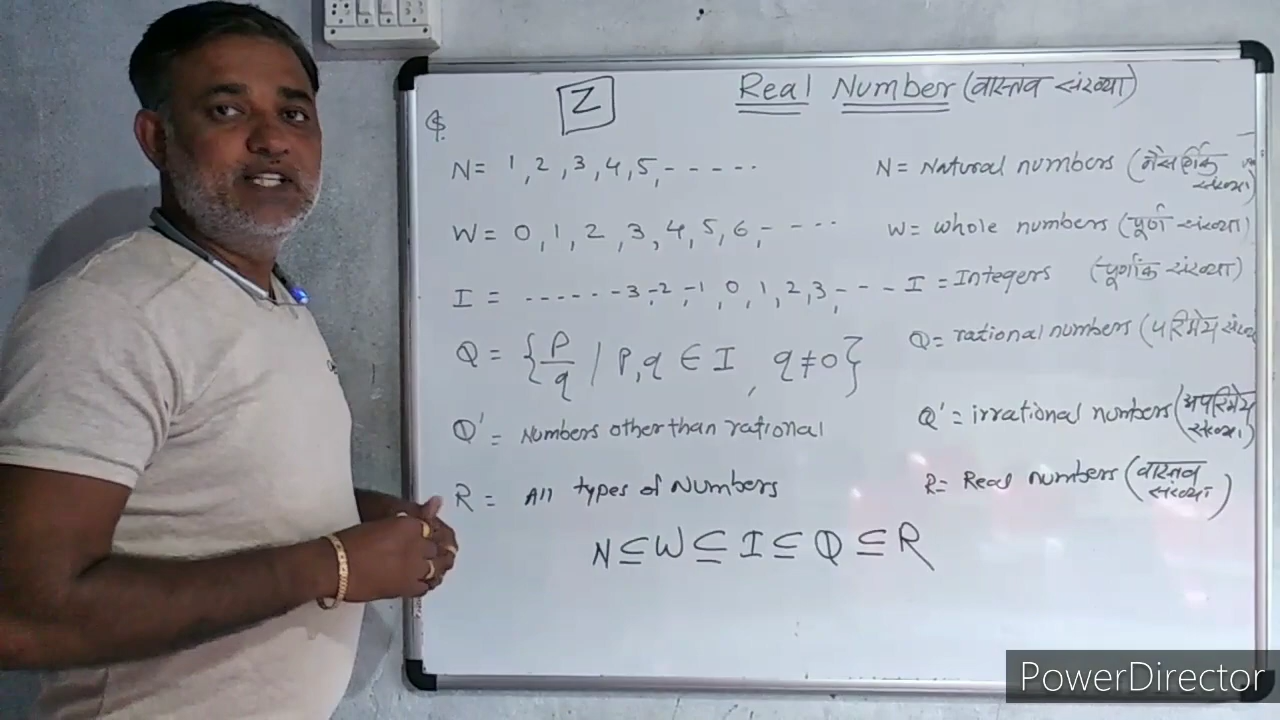 Z Real Number (वास्तव संख्या)
N = 1, 2, 3, 4, 5, - - - - - N = Natural numbers (नैसर्गिक संख्या)
W = 0, 1, 2, 3, 4, 5, 6, - - - - - W = Whole numbers (पूर्ण संख्या)
I = - - - - - -3, -2, -1, 0, 1, 2, 3, - - - I = Integers (पूर्णांक संख्या)
Q = {p/q / p, q ∈ I, q ≠ 0} Q = rational numbers (परिमेय
Q' = Numbers other than rational Q' = irrational numbers (अपरिमेय संख्या)
R = All types of Numbers R = Real numbers (वास्तव संख्या)
N ⊆ W ⊆ I ⊆ Q ⊆ R
PowerDirector